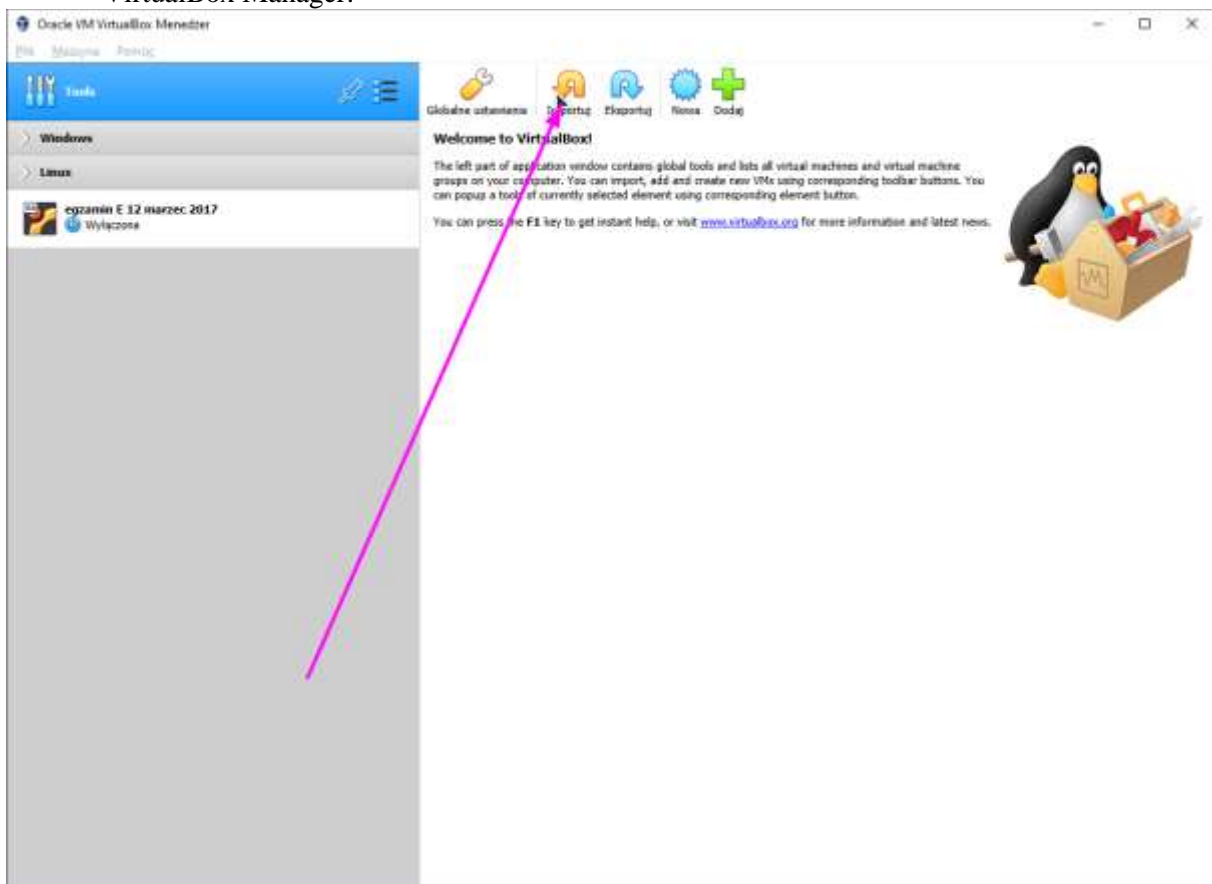 VirtualBox Manager.
Oracle VM VirtualBox Menedżer
Plik Maszyna Pomoc
Tools
Globalne ustawienia Importuj Eksportuj Nowa Dodaj
Windows
Linux
egzamin E 12 marzec 2017
Wyłączona
Welcome to VirtualBox!
The left part of application window contains global tools and lists all virtual machines and virtual machine
groups on your computer. You can import, add and create new VMs using corresponding toolbar buttons. You
can popup a tools of currently selected element using corresponding element button.
You can press the F1 key to get instant help, or visit www.virtualbox.org for more information and latest news.